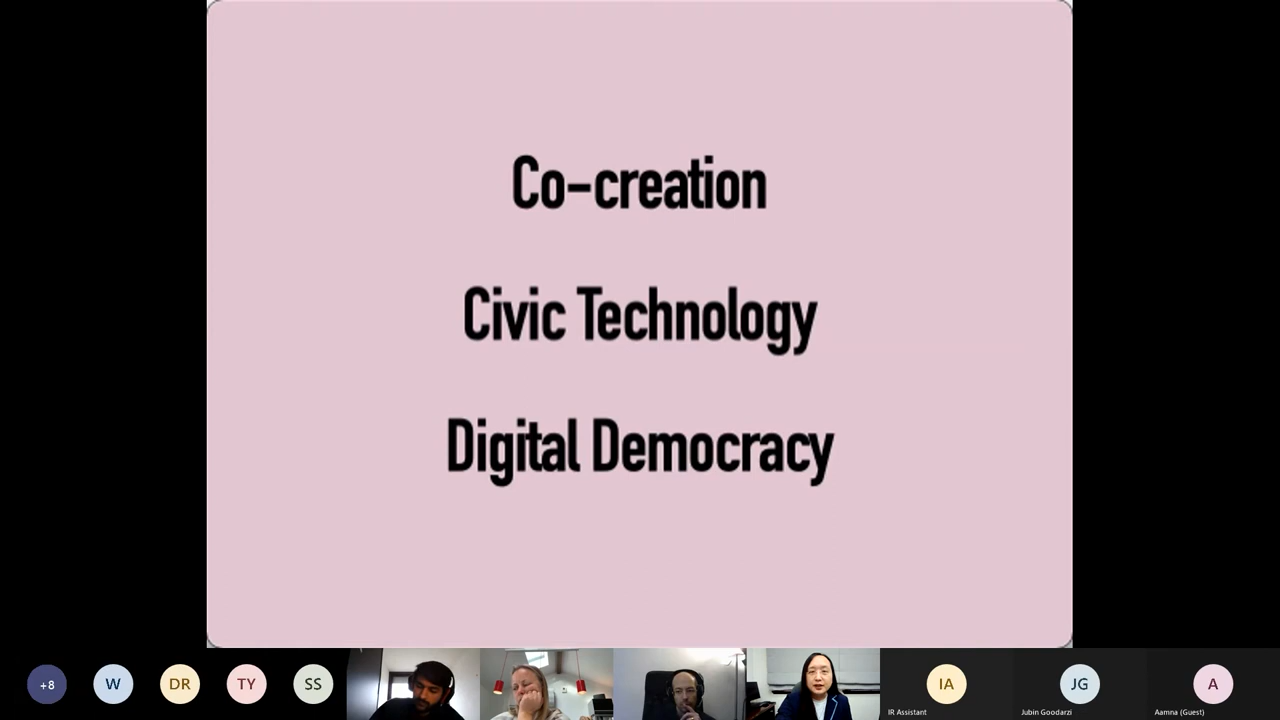 Co-creation
Civic Technology
Digital Democracy
+8
W
DR
TY
SS
IA
IR Assistant
JG
Jubin Goodarzi
A
Aamna (Guest)